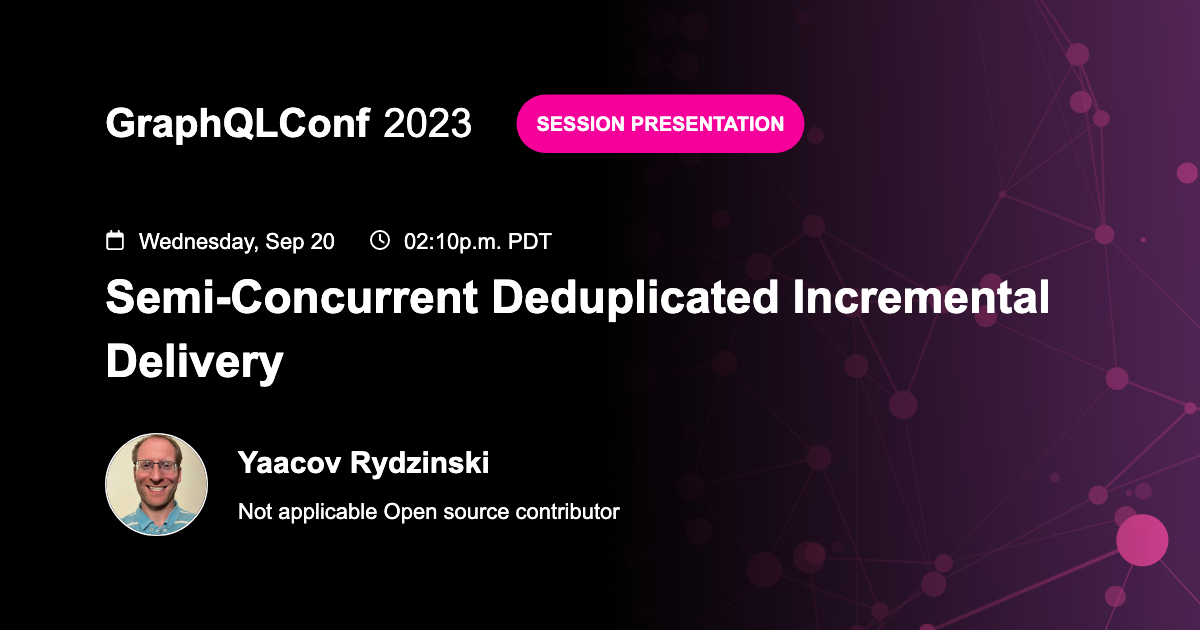 GraphQLConf 2023
SESSION PRESENTATION
Wednesday, Sep 20
02:10p.m. PDT
Semi-Concurrent Deduplicated Incremental
Delivery
Yaacov Rydzinski
Not applicable Open source contributor